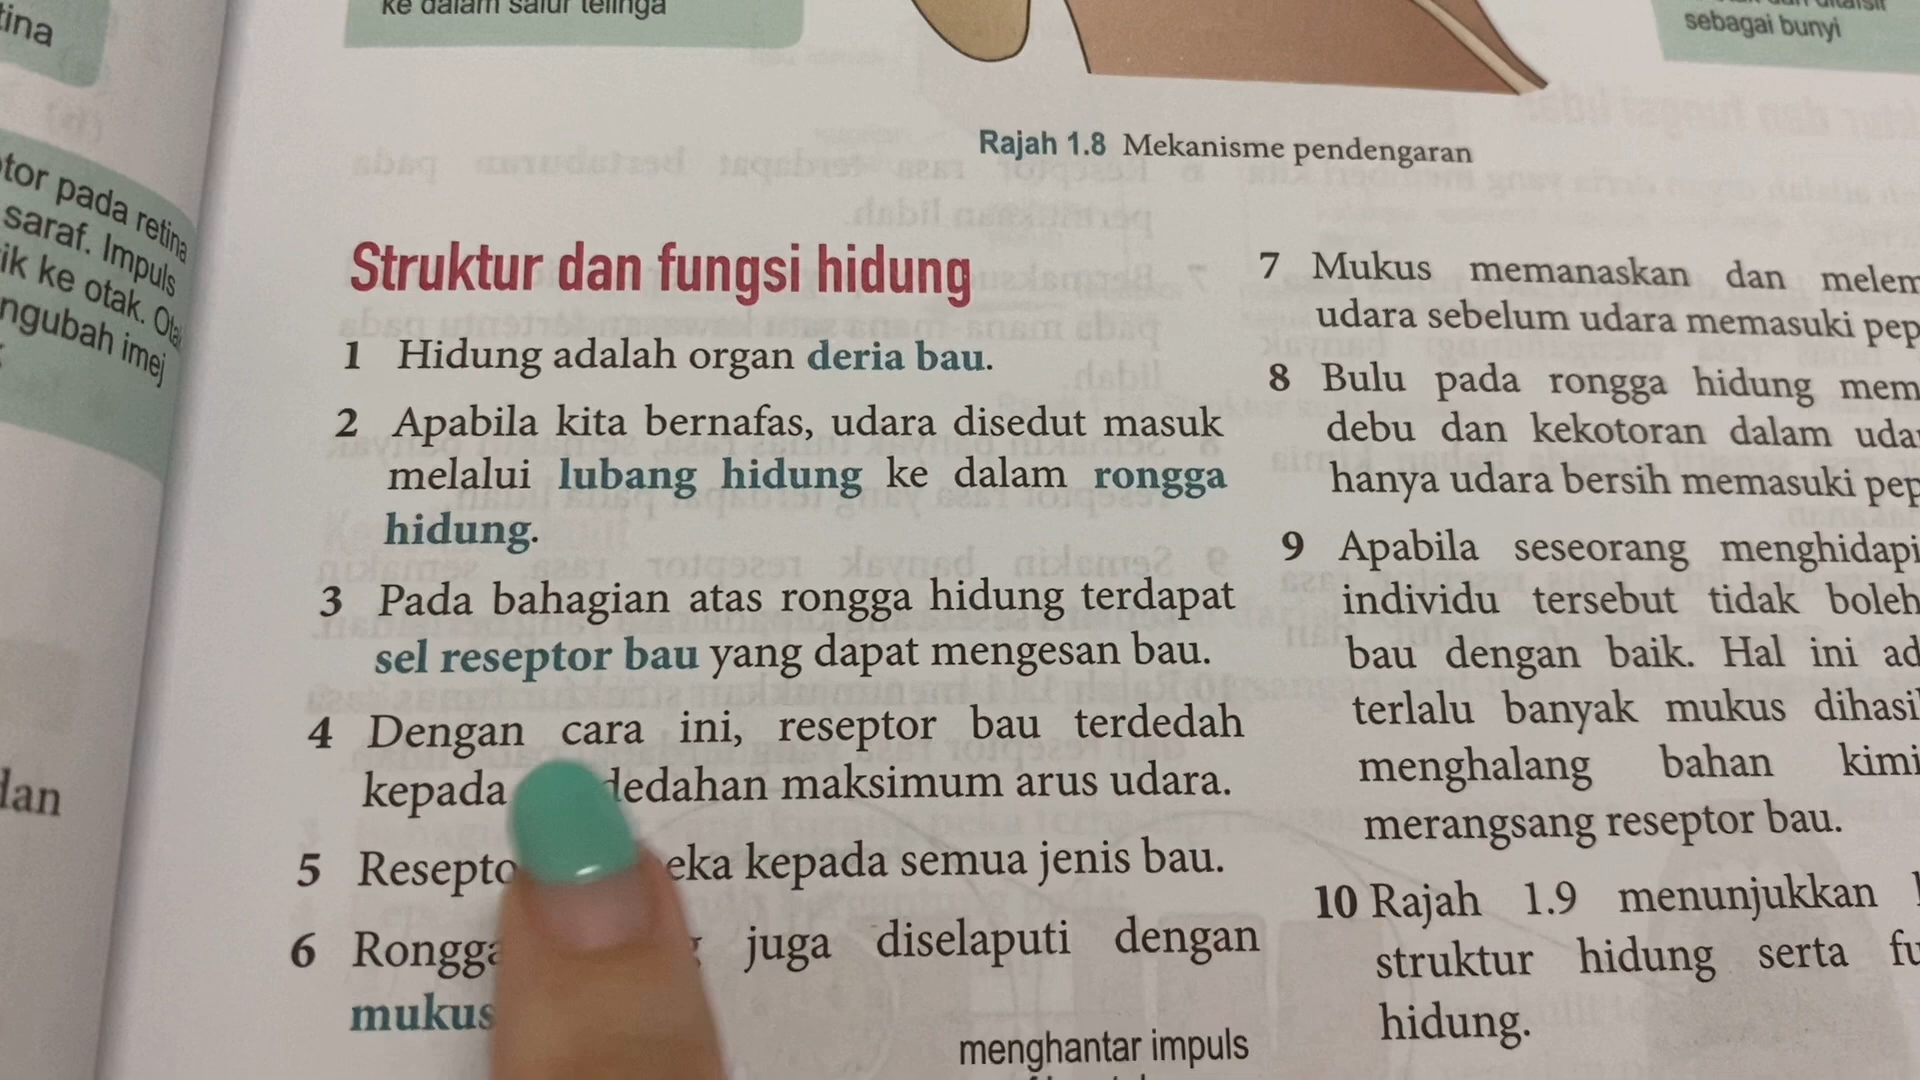 ina
tor pada retina
saraf. Impuls
ik ke otak.
ngubah imej
dan
ke dalam salur telinga
sebagai bunyi
Rajah 1.8 Mekanisme pendengaran
Struktur dan fungsi hidung
1 Hidung adalah organ deria bau.
2 Apabila kita bernafas, udara disedut masuk
melalui lubang hidung ke dalam rongga
hidung.
3 Pada bahagian atas rongga hidung terdapat
sel reseptor bau yang dapat mengesan bau.
4 Dengan cara ini, reseptor bau terdedah
kepada dedahan maksimum arus udara.
5 Resepto eka kepada semua jenis bau.
6 Rongga juga diselaputi dengan
mukus
menghantar impuls
7 Mukus memanaskan dan melem
udara sebelum udara memasuki pep
8 Bulu pada rongga hidung mem
debu dan kekotoran dalam udar
hanya udara bersih memasuki pep
9 Apabila seseorang menghidapi
individu tersebut tidak boleh
bau dengan baik. Hal ini ad
terlalu banyak mukus dihasil
menghalang bahan kimi
merangsang reseptor bau.
10 Rajah 1.9 menunjukkan
struktur hidung serta fu
hidung.